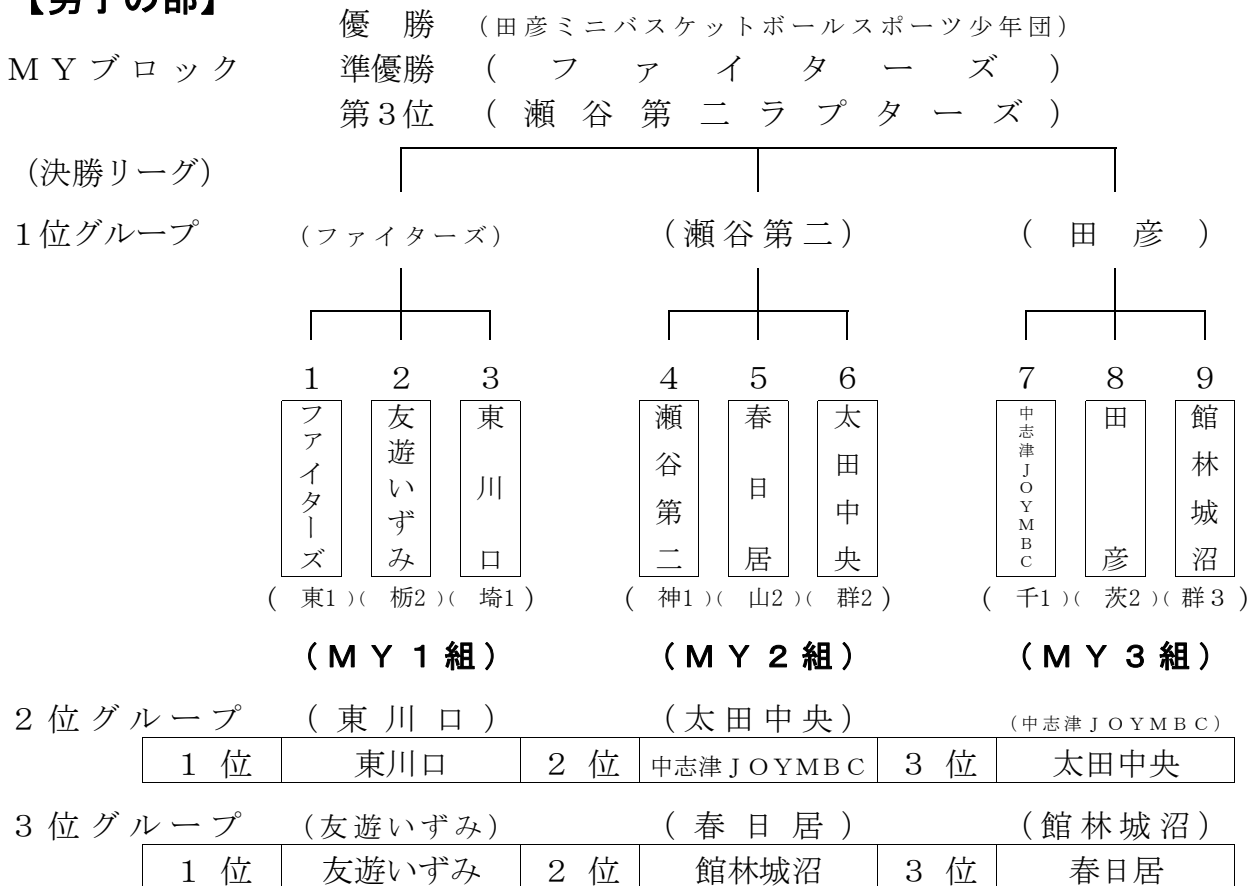 【男子の部】
優　勝　（田彦ミニバスケットボールスポーツ少年団）
ＭＹブロック　準優勝　（ファイターズ）
第３位　（瀬谷第二ラプターズ）
（決勝リーグ）
１位グループ　（ファイターズ）　（瀬谷第二）　（田彦）
1　2　3　4　5　6　7　8　9
ファイターズ　友遊いずみ　東川口　瀬谷第二　春日居　太田中央　中志津ＪＯＹＭＢＣ　田彦　館林城沼
（東1）（栃2）（埼1）　（神1）（山2）（群2）　（千1）（茨2）（群３）
（ＭＹ１組）　（ＭＹ２組）　（ＭＹ３組）
２位グループ　（東川口）　（太田中央）　（中志津ＪＯＹＭＢＣ）
１位　東川口　２位　中志津ＪＯＹＭＢＣ　３位　太田中央
３位グループ　（友遊いずみ）　（春日居）　（館林城沼）
１位　友遊いずみ　２位　館林城沼　３位　春日居